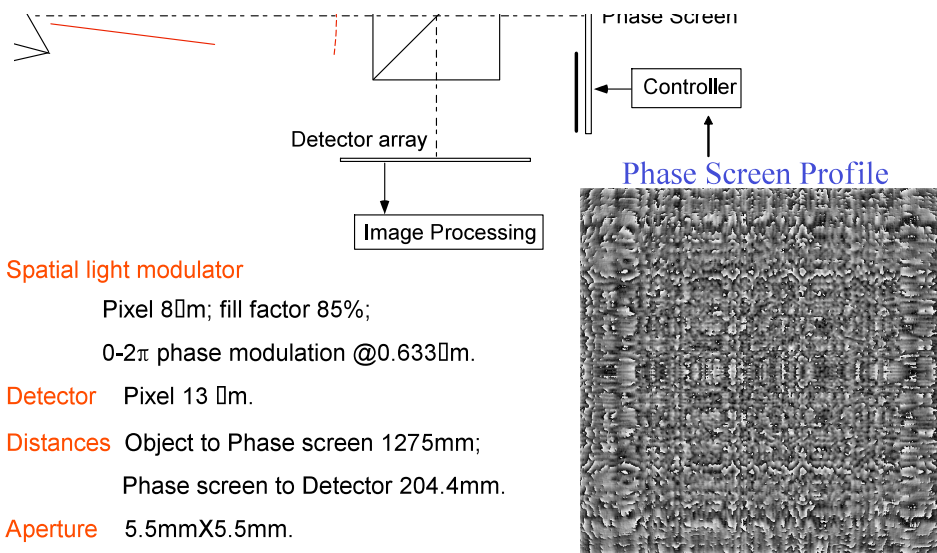 Phase Screen
Controller
Detector array
Phase Screen Profile
Image Processing
Spatial light modulator
Pixel 8▯m; fill factor 85%;
0-2π phase modulation @0.633▯m.
Detector Pixel 13 ▯m.
Distances Object to Phase screen 1275mm;
Phase screen to Detector 204.4mm.
Aperture 5.5mmX5.5mm.